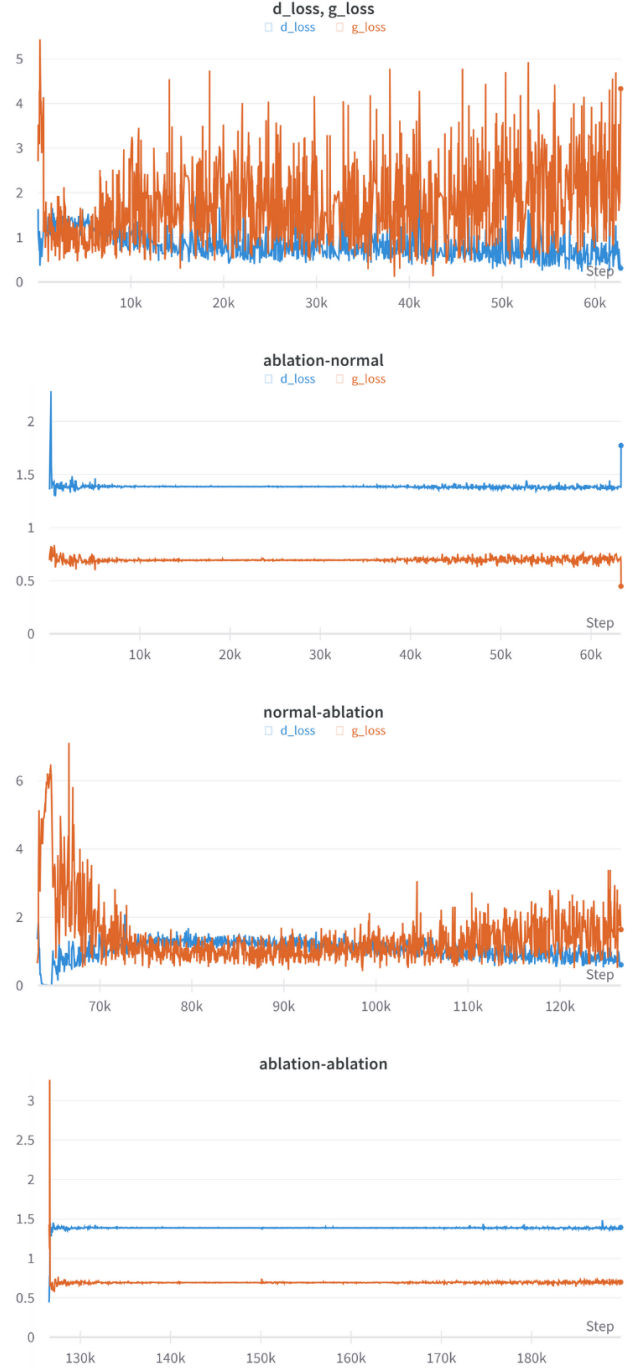 d_loss, g_loss
d_loss g_loss
5
4
3
2
1
0
Step
10k 20k 30k 40k 50k 60k
ablation-normal
d_loss g_loss
2
1.5
1
0.5
0
Step
10k 20k 30k 40k 50k 60k
normal-ablation
d_loss g_loss
6
4
2
0
Step
70k 80k 90k 100k 110k 120k
ablation-ablation
3
2.5
2
1.5
1
0.5
0
Step
130k 140k 150k 160k 170k 180k